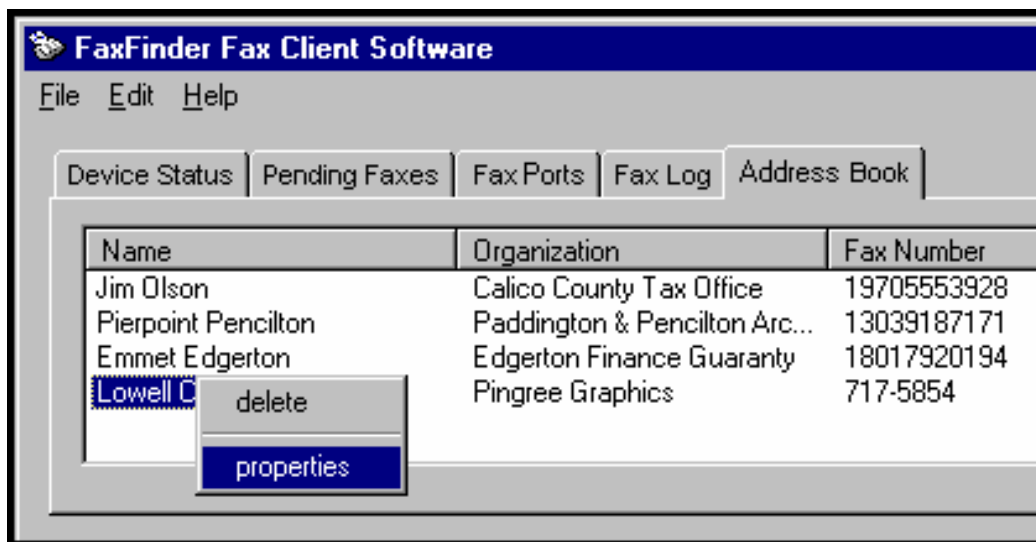 FaxFinder Fax Client Software
File Edit Help
Device Status Pending Faxes Fax Ports Fax Log Address Book
Name Organization Fax Number
Jim Olson Calico County Tax Office 19705553928
Pierpoint Pencilton Paddington & Pencilton Arc... 13039187171
Emmet Edgerton Edgerton Finance Guaranty 18017920194
Lowell Pingree Graphics 717-5854
delete
properties